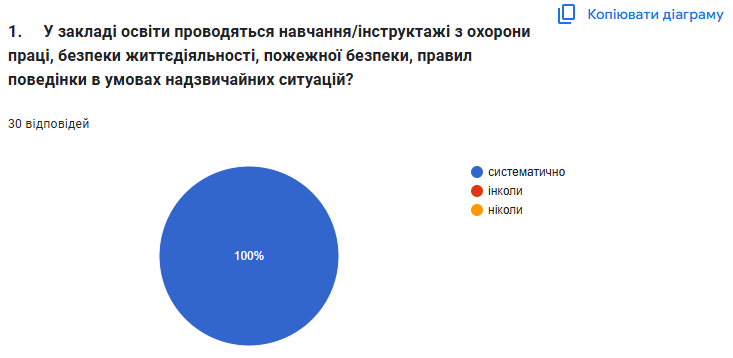 Копіювати діаграму
1. У закладі освіти проводяться навчання/інструктажі з охорони
праці, безпеки життєдіяльності, пожежної безпеки, правил
поведінки в умовах надзвичайних ситуацій?
30 відповідей
100%
систематично
інколи
ніколи